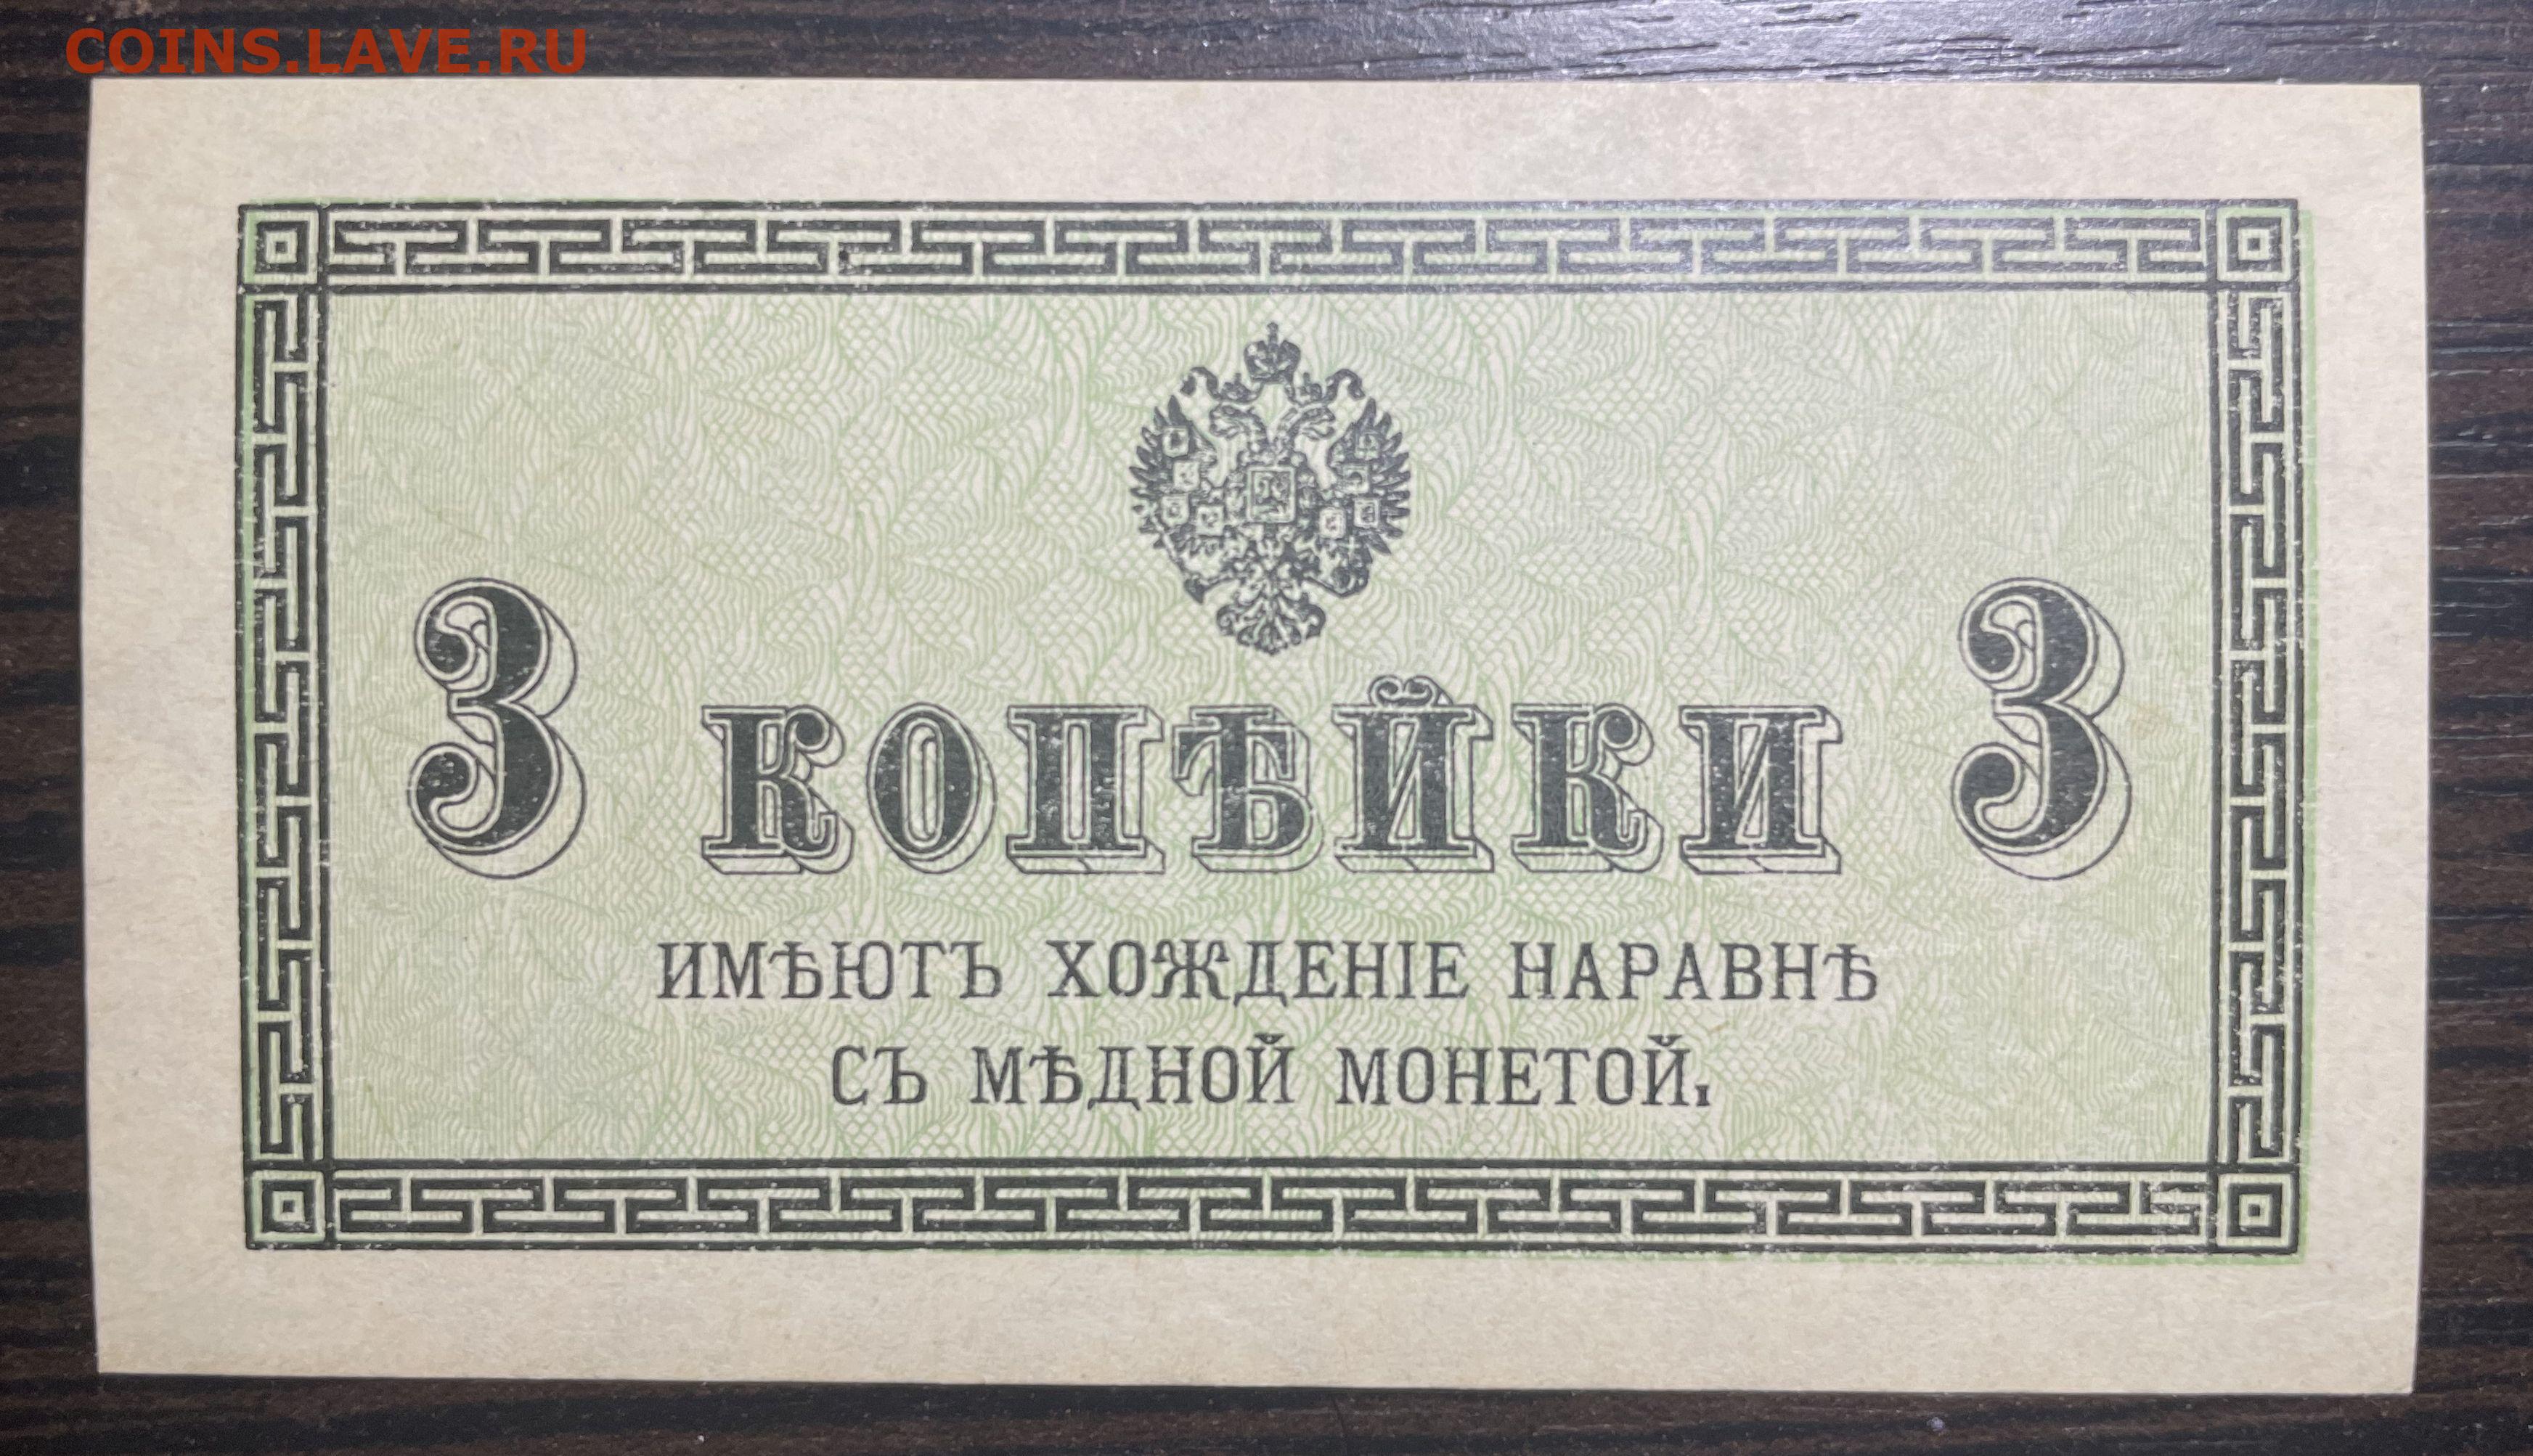 COINS.LAVE.RU
3 КОПѢЙКИ 3
ИМѢЮТЪ ХОЖДЕНІЕ НАРАВНѢ
СЪ МѢДНОЙ МОНЕТОЙ.